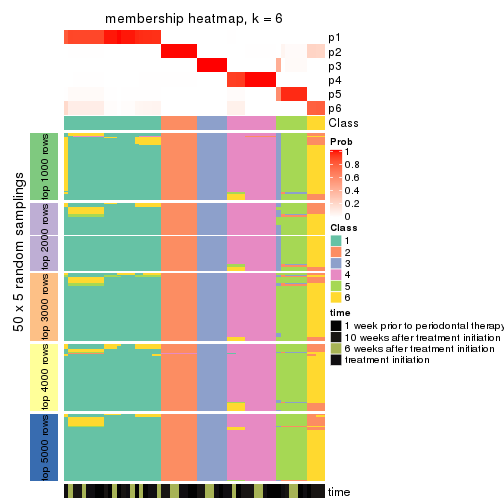 membership heatmap, k = 6
p1
p2
p3
p4
p5
p6
Class
50 x 5 random samplings
top 1000 rows
top 2000 rows
top 3000 rows
top 4000 rows
top 5000 rows
time
Prob
1
0.8
0.6
0.4
0.2
0
Class
1
2
3
4
5
6
time
1 week prior to periodontal therapy
10 weeks after treatment initiation
6 weeks after treatment initiation
treatment initiation